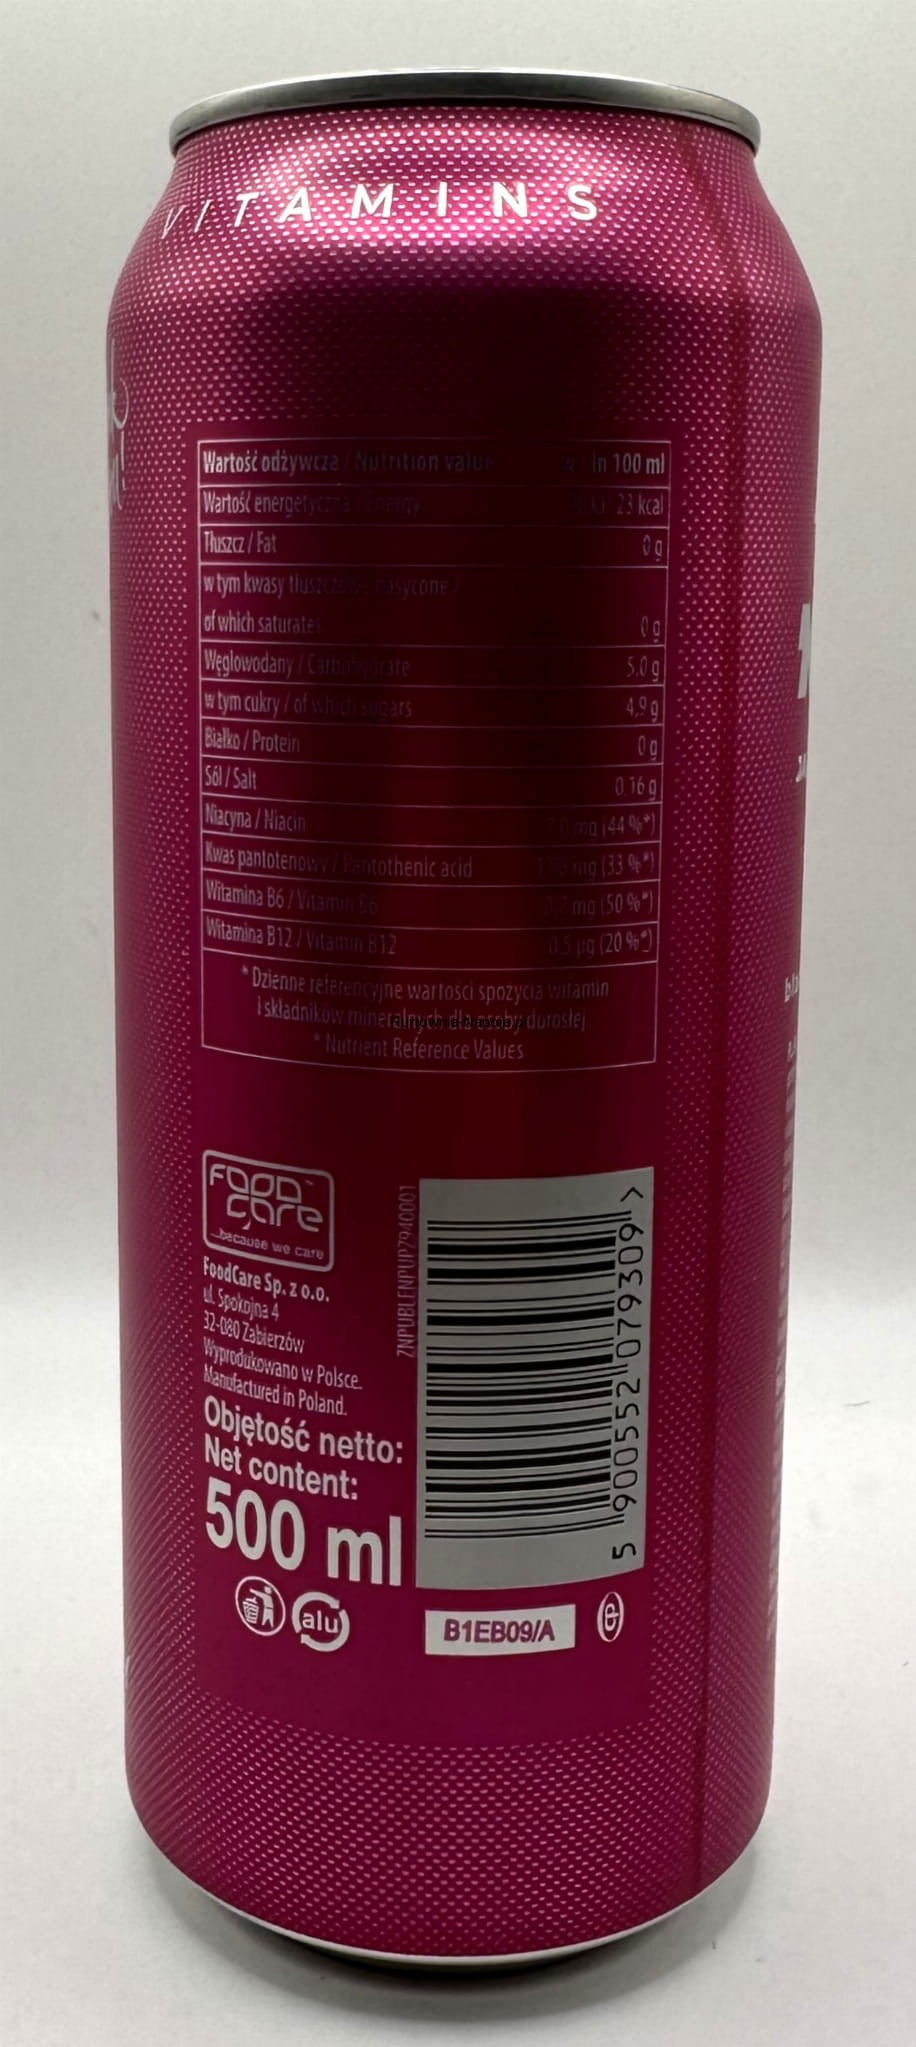 VITAMINS
Wartość odżywcza / Nutrition value w / in 100 ml
Wartość energetyczna / Energy 23 kcal
Tłuszcz / Fat 0 g
w tym kwasy tłuszczowe nasycone /
of which saturates 0 g
Węglowodany / Carbohydrate 5,0 g
w tym cukry / of which sugars 4,9 g
Białko / Protein 0 g
Sól / Salt 0,16 g
Niacyna / Niacin 7,0 mg (44 %*)
Kwas pantotenowy / Pantothenic acid mg (33 %*)
Witamina B6 / Vitamin B6 0,7 mg (50 %*)
Witamina B12 / Vitamin B12 0,5 µg (20 %*)
* Dzienne referencyjne wartości spożycia witamin
i składników mineralnych dla osoby dorosłej
* Nutrient Reference Values
FOOD
care
...because we care
FoodCare Sp. z o.o.
ul. Spokojna 4
32-080 Zabierzów
Wyprodukowano w Polsce.
Manufactured in Poland.
Objętość netto:
Net content:
500 ml
alu
ZNPUBLENPUPZ940001
5 900552 079309 >
B1EB09/A